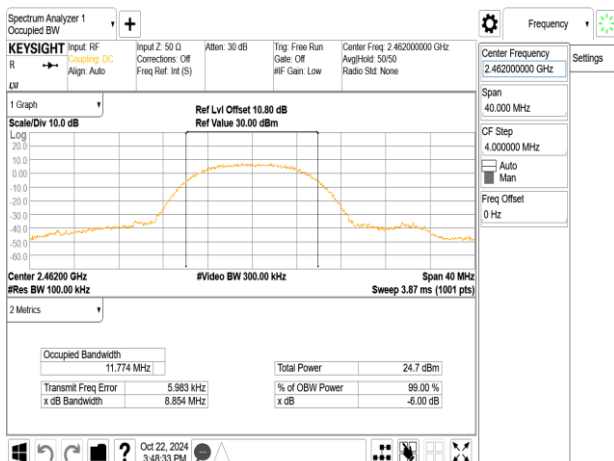 Spectrum Analyzer 1
Occupied BW
Frequency
KEYSIGHT
R
LXI
Input: RF
Coupling: DC
Align: Auto
Input Z: 50 Ω
Corrections: Off
Freq Ref: Int (S)
Atten: 30 dB
Trig: Free Run
Gate: Off
#IF Gain: Low
Center Freq: 2.462000000 GHz
Avg|Hold: 50/50
Radio Std: None
Center Frequency
2.462000000 GHz
Settings
Span
40.000 MHz
CF Step
4.000000 MHz
Auto
Man
Freq Offset
0 Hz
1 Graph
Scale/Div 10.0 dB
Ref Lvl Offset 10.80 dB
Ref Value 30.00 dBm
Log
20.0
10.0
0.00
-10.0
-20.0
-30.0
-40.0
-50.0
-60.0
Center 2.46200 GHz
#Res BW 100.00 kHz
#Video BW 300.00 kHz
Span 40 MHz
Sweep 3.87 ms (1001 pts)
2 Metrics
Occupied Bandwidth
11.774 MHz
Transmit Freq Error 5.983 kHz
x dB Bandwidth 8.854 MHz
Total Power 24.7 dBm
% of OBW Power 99.00 %
x dB -6.00 dB
Oct 22, 2024
3:48:33 PM